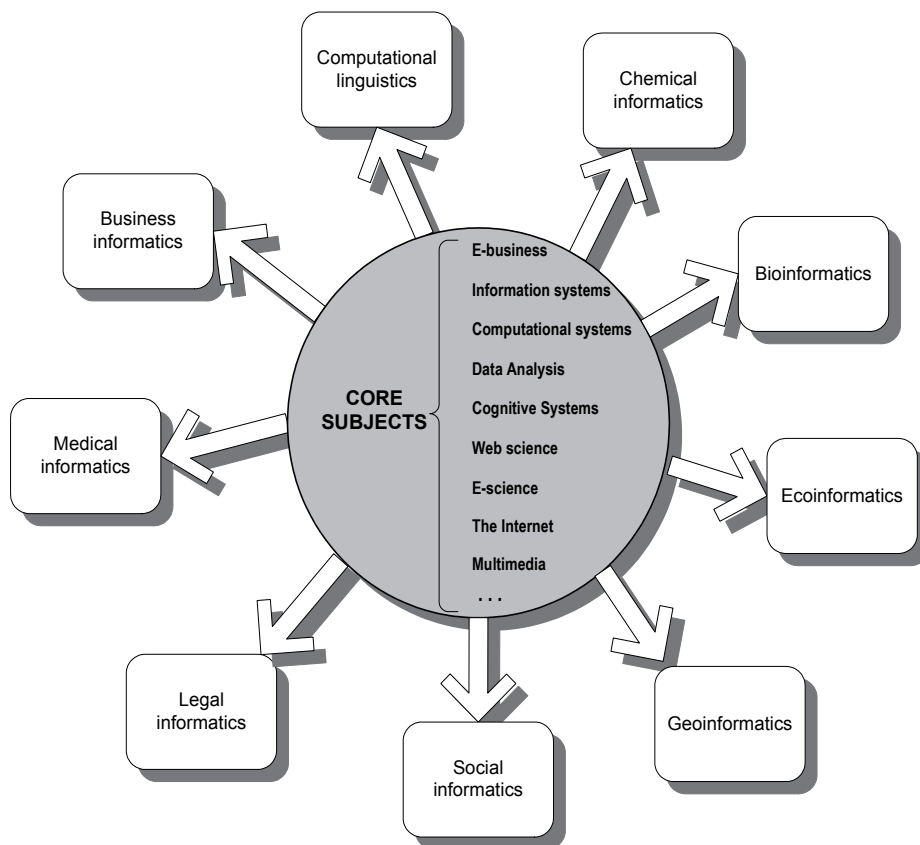 Computational
linguistics
Chemical
informatics
Business
informatics
Bioinformatics
E-business
Information systems
Computational systems
Data Analysis
CORE
SUBJECTS
Cognitive Systems
Web science
E-science
The Internet
Multimedia
. . .
Medical
informatics
Ecoinformatics
Legal
informatics
Geoinformatics
Social
informatics